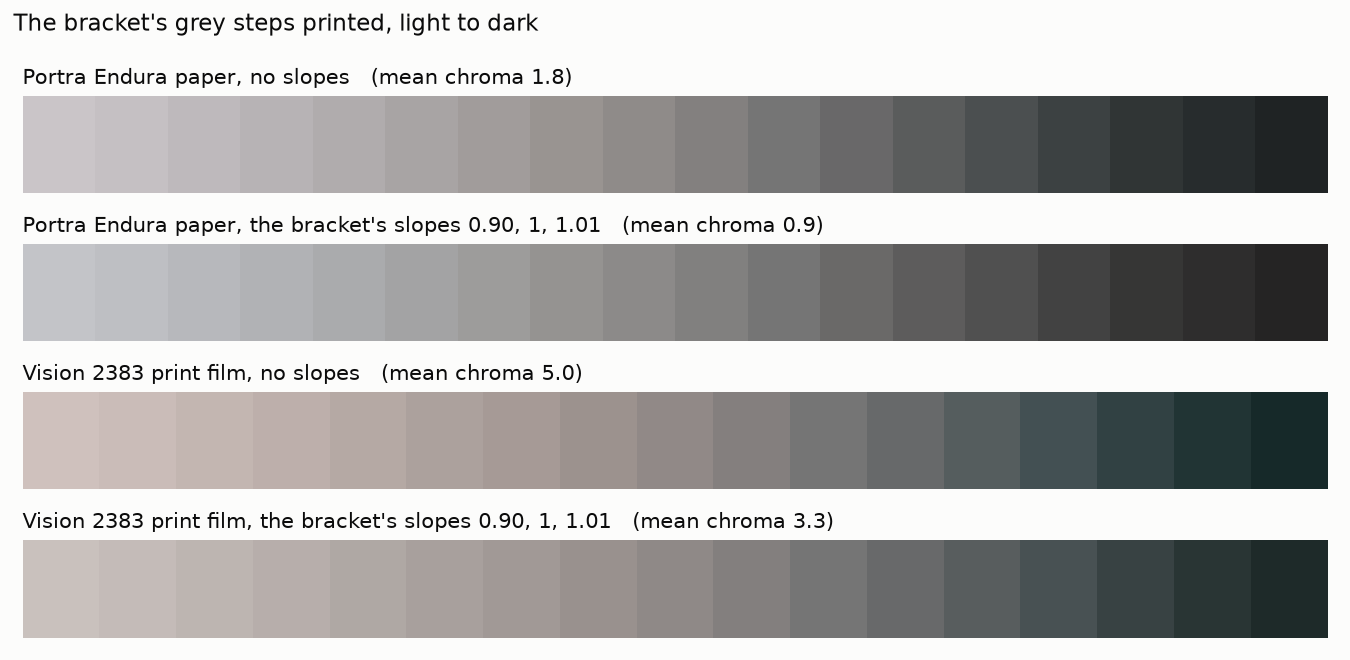 The bracket's grey steps printed, light to dark
Portra Endura paper, no slopes (mean chroma 1.8)
Portra Endura paper, the bracket's slopes 0.90, 1, 1.01 (mean chroma 0.9)
Vision 2383 print film, no slopes (mean chroma 5.0)
Vision 2383 print film, the bracket's slopes 0.90, 1, 1.01 (mean chroma 3.3)